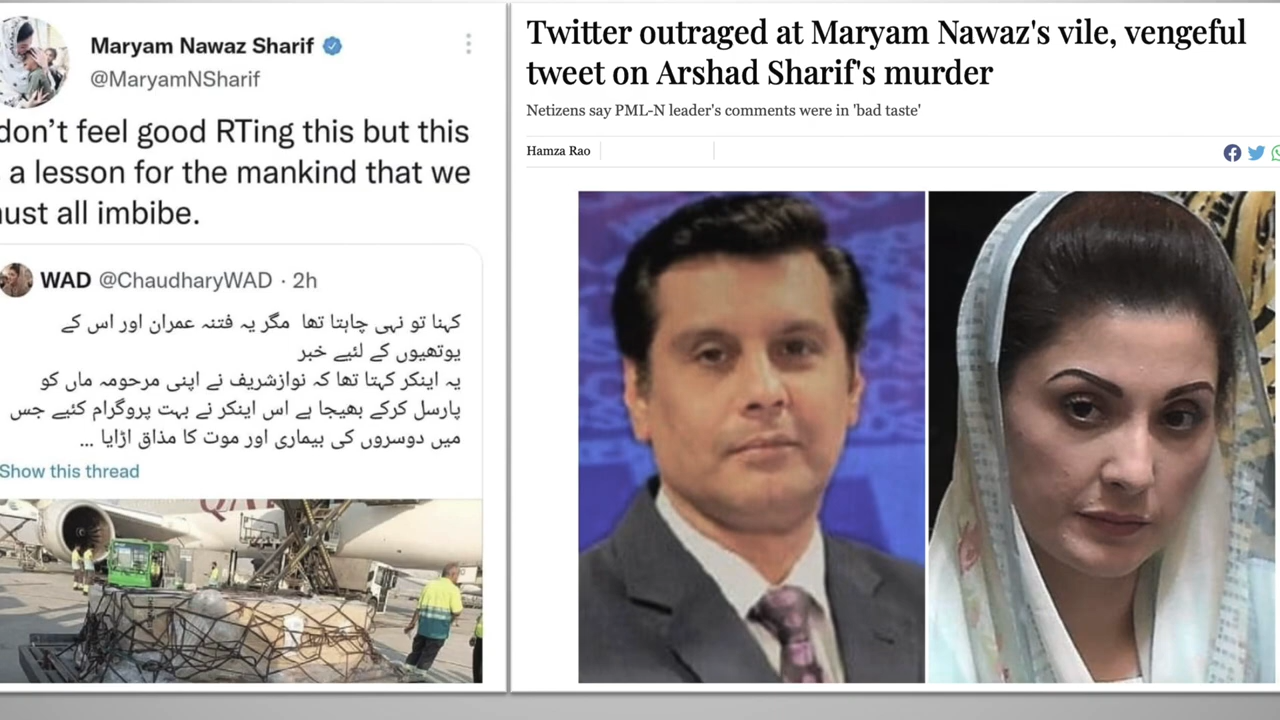 Maryam Nawaz Sharif
@MaryamNSharif
don’t feel good RTing this but this
a lesson for the mankind that we
ust all imbibe.
WAD @ChaudharyWAD · 2h
کہنا تو نہی چاہتا تھا مگر یہ فتنہ عمران اور اس کے
یوتھیوں کے لئیے خبر
یہ اینکر کہتا تھا کہ نوازشریف نے اپنی مرحومہ ماں کو
پارسل کرکے بھیجا ہے اس اینکر نے بہت پروگرام کئیے جس
میں دوسروں کی بیماری اور موت کا مذاق اڑایا ...
Show this thread
QA
Twitter outraged at Maryam Nawaz's vile, vengeful
tweet on Arshad Sharif's murder
Netizens say PML-N leader's comments were in 'bad taste'
Hamza Rao